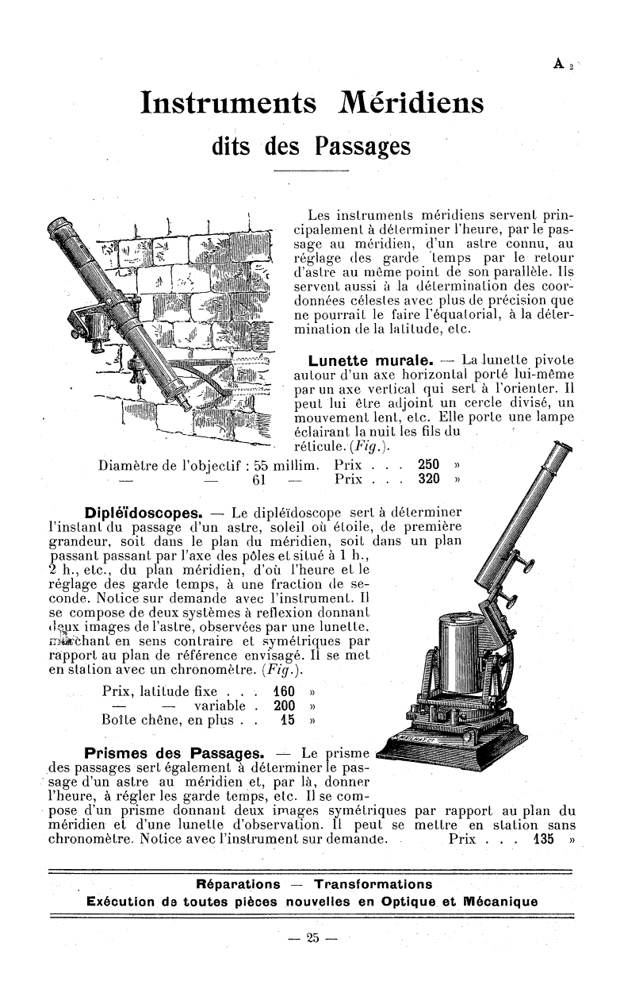 A 2
Instruments Méridiens
dits des Passages
Les instruments méridiens servent prin-
cipalement à déterminer l'heure, par le pas-
sage au méridien, d'un astre connu, au
réglage des garde temps par le retour
d'astre au même point de son parallèle. Ils
servent aussi à la détermination des coor-
données célestes avec plus de précision que
ne pourrait le faire l'équatorial, à la déter-
mination de la latitude, etc.
Lunette murale. — La lunette pivote
autour d'un axe horizontal porté lui-même
par un axe vertical qui sert à l'orienter. Il
peut lui être adjoint un cercle divisé, un
mouvement lent, etc. Elle porte une lampe
éclairant la nuit les fils du
réticule. (Fig.).
Diamètre de l'objectif : 55 millim. Prix . . . 250 »
— — 61 — Prix . . . 320 »
Dipléïdoscopes. — Le dipléïdoscope sert à déterminer
l'instant du passage d'un astre, soleil où étoile, de première
grandeur, soit dans le plan du méridien, soit dans un plan
passant passant par l'axe des pôles et situé à 1 h.,
2 h., etc., du plan méridien, d'où l'heure et le
réglage des garde temps, à une fraction de se-
conde. Notice sur demande avec l'instrument. Il
se compose de deux systèmes à reflexion donnant
deux images de l'astre, observées par une lunette,
marchant en sens contraire et symétriques par
rapport au plan de référence envisagé. Il se met
en station avec un chronomètre. (Fig.).
Prix, latitude fixe . . . 160 »
— — variable . 200 »
Boîte chêne, en plus . . 15 »
Prismes des Passages. — Le prisme
des passages sert également à déterminer le pas-
sage d'un astre au méridien et, par là, donner
l'heure, à régler les garde temps, etc. Il se com-
pose d'un prisme donnant deux images symétriques par rapport au plan du
méridien et d'une lunette d'observation. Il peut se mettre en station sans
chronomètre. Notice avec l'instrument sur demande. Prix . . . 135 »
Réparations — Transformations
Exécution de toutes pièces nouvelles en Optique et Mécanique
— 25 —